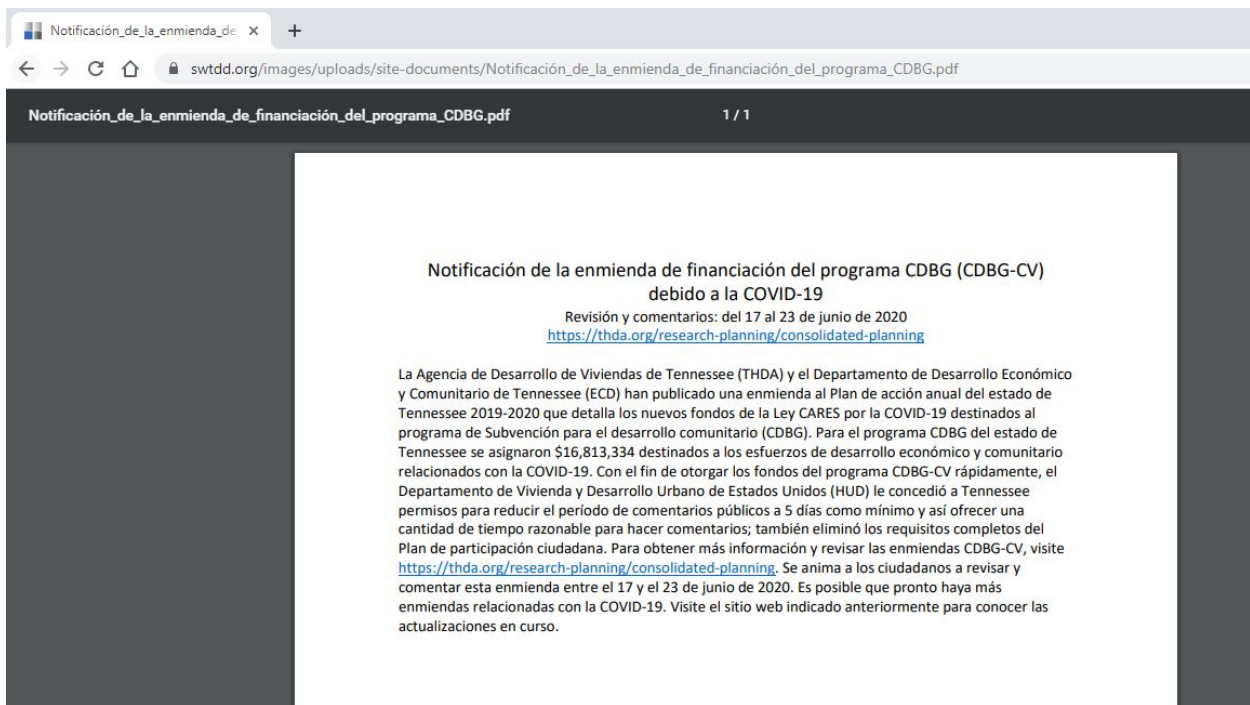 Notificación_de_la_enmienda_de
swtdd.org/images/uploads/site-documents/Notificación_de_la_enmienda_de_financiación_del_programa_CDBG.pdf
Notificación_de_la_enmienda_de_financiación_del_programa_CDBG.pdf 1 / 1
Notificación de la enmienda de financiación del programa CDBG (CDBG-CV)
debido a la COVID-19
Revisión y comentarios: del 17 al 23 de junio de 2020
https://thda.org/research-planning/consolidated-planning
La Agencia de Desarrollo de Viviendas de Tennessee (THDA) y el Departamento de Desarrollo Económico
y Comunitario de Tennessee (ECD) han publicado una enmienda al Plan de acción anual del estado de
Tennessee 2019-2020 que detalla los nuevos fondos de la Ley CARES por la COVID-19 destinados al
programa de Subvención para el desarrollo comunitario (CDBG). Para el programa CDBG del estado de
Tennessee se asignaron $16,813,334 destinados a los esfuerzos de desarrollo económico y comunitario
relacionados con la COVID-19. Con el fin de otorgar los fondos del programa CDBG-CV rápidamente, el
Departamento de Vivienda y Desarrollo Urbano de Estados Unidos (HUD) le concedió a Tennessee
permisos para reducir el período de comentarios públicos a 5 días como mínimo y así ofrecer una
cantidad de tiempo razonable para hacer comentarios; también eliminó los requisitos completos del
Plan de participación ciudadana. Para obtener más información y revisar las enmiendas CDBG-CV, visite
https://thda.org/research-planning/consolidated-planning. Se anima a los ciudadanos a revisar y
comentar esta enmienda entre el 17 y el 23 de junio de 2020. Es posible que pronto haya más
enmiendas relacionadas con la COVID-19. Visite el sitio web indicado anteriormente para conocer las
actualizaciones en curso.